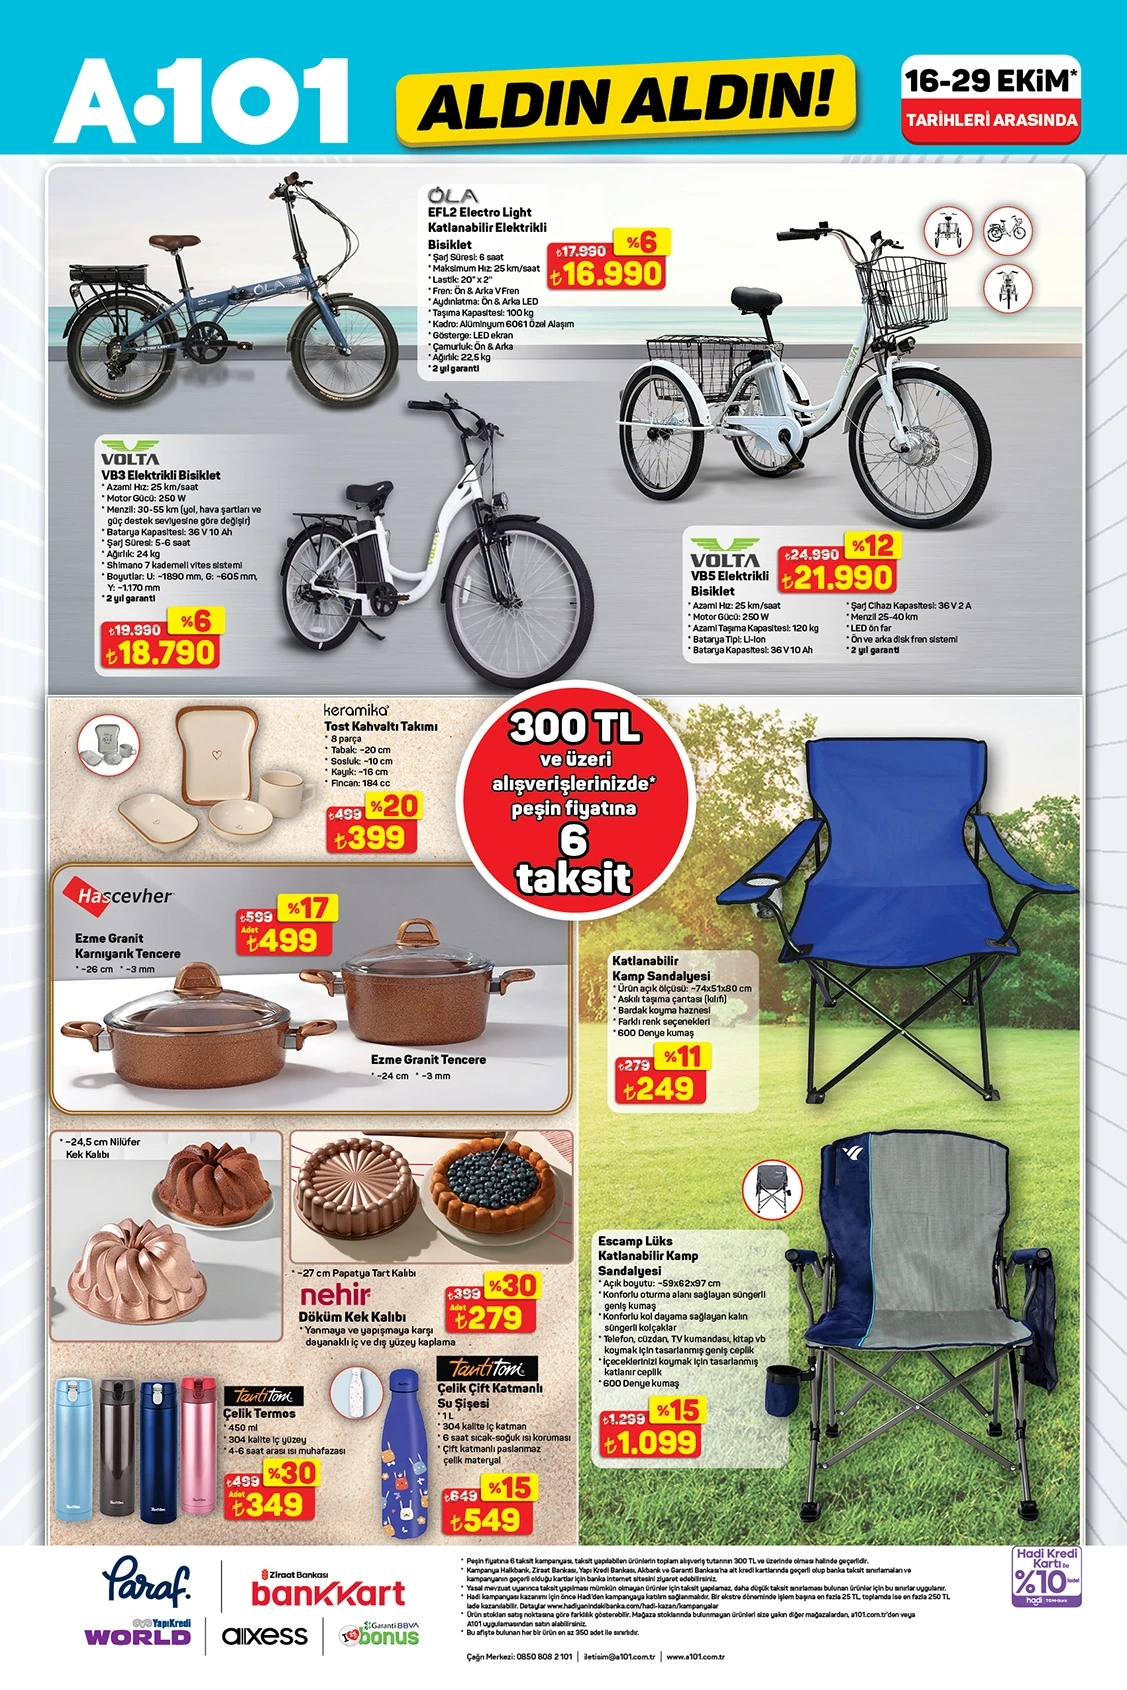 A101
ALDIN ALDIN!
16-29 EKİM*
TARİHLERİ ARASINDA
OLA
EFL2 Electro Light
Katlanabilir Elektrikli
Bisiklet
* Şarj Süresi: 6 saat
* Maksimum Hız: 25 km/saat
* Lastik: 20" x 2"
* Fren: Ön & Arka V Fren
* Aydınlatma: Ön & Arka LED
* Taşıma Kapasitesi: 100 kg
* Kadro: Alüminyum 6061 Özel Alaşım
* Gösterge: LED ekran
* Çamurluk: Ön & Arka
* Ağırlık: 22,5 kg
* 2 yıl garanti
₺17.990
%6
₺16.990
VOLTA
VB3 Elektrikli Bisiklet
* Azami Hız: 25 km/saat
* Motor Gücü: 250 W
* Menzil: 30-55 km (yol, hava şartları ve
güç destek seviyesine göre değişir)
* Batarya Kapasitesi: 36 V 10 Ah
* Şarj Süresi: 5-6 saat
* Ağırlık: 24 kg
* Shimano 7 kademeli vites sistemi
* Boyutlar: U: ~1890 mm, G: ~605 mm,
Y: ~1.170 mm
* 2 yıl garanti
₺19.990
%6
₺18.790
VOLTA
VB5 Elektrikli
Bisiklet
₺24.990
%12
₺21.990
* Azami Hız: 25 km/saat
* Motor Gücü: 250 W
* Azami Taşıma Kapasitesi: 120 kg
* Batarya Tipi: Li-Ion
* Batarya Kapasitesi: 36 V 10 Ah
* Şarj Cihazı Kapasitesi: 36 V 2 A
* Menzil 25-40 km
* LED ön far
* Ön ve arka disk fren sistemi
* 2 yıl garanti
300 TL
ve üzeri
alışverişlerinizde*
peşin fiyatına
6
taksit
keramika
Tost Kahvaltı Takımı
* 8 parça
* Tabak: ~20 cm
* Sosluk: ~10 cm
* Kayık: ~16 cm
* Fincan: 184 cc
₺499
%20
₺399
Hascevher
Ezme Granit
Karnıyarık Tencere
* ~26 cm * ~3 mm
₺599
%17
Adet
₺499
Ezme Granit Tencere
* ~24 cm * ~3 mm
Katlanabilir
Kamp Sandalyesi
* Ürün açık ölçüsü: ~74x51x80 cm
* Askılı taşıma çantası (kılıfı)
* Bardak koyma haznesi
* Farklı renk seçenekleri
* 600 Denye kumaş
₺279
%11
₺249
* ~24,5 cm Nilüfer
Kek Kalıbı
* ~27 cm Papatya Tart Kalıbı
nehir
Döküm Kek Kalıbı
* Yanmaya ve yapışmaya karşı
dayanaklı iç ve dış yüzey kaplama
₺399
%30
Adet
₺279
Escamp Lüks
Katlanabilir Kamp
Sandalyesi
* Açık boyutu: ~59x62x97 cm
* Konforlu oturma alanı sağlayan süngerli
geniş kumaş
* Konforlu kol dayama sağlayan kalın
süngerli kolçaklar
* Telefon, cüzdan, TV kumandası, kitap vb
koymak için tasarlanmış geniş ceplik
* İçeceklerinizi koymak için tasarlanmış
katlanır ceplik
* 600 Denye kumaş
₺1.299
%15
₺1.099
Tantitoni
Çelik Termos
* 450 ml
* 304 kalite iç yüzey
* 4-6 saat arası ısı muhafazası
₺499
%30
Adet
₺349
Tantitoni
Çelik Çift Katmanlı
Su Şişesi
* 1 L
* 304 kalite iç katman
* 6 saat sıcak-soğuk ısı koruması
* Çift katmanlı paslanmaz
çelik materyal
₺649
%15
₺549
Paraf.
Ziraat Bankası
bankkart
YapıKredi
WORLD
axess
Garanti BBVA
bonus
* Peşin fiyatına 6 taksit kampanyası, taksit yapılabilen ürünlerin toplam alışveriş tutarının 300 TL ve üzerinde olması halinde geçerlidir.
* Kampanya Halkbank, Ziraat Bankası, Yapı Kredi Bankası, Akbank ve Garanti Bankası'na ait kredi kartlarında geçerli olup banka taksit sınırlamaları ve
kampanyanın geçerli olduğu kartlar için banka internet sitesini ziyaret edebilirsiniz.
* Yasal mevzuat uyarınca taksit yapılması mümkün olmayan ürünler için taksit yapılamaz, daha düşük taksit sınırlaması bulunan ürünler için bu sınırlar uygulanır.
* Hadi kampanyası kazanımı için önce Hadi'den kampanyaya katılım sağlanmalıdır. Bir ekstre döneminde işlem başına en fazla 25 TL, toplamda ise en fazla 250 TL
iade kazanılabilir. Detaylar www.hadiyanindakibanka.com/hadi-kazan/kampanyalar
* Ürün stokları satış noktasına göre farklılık gösterebilir. Mağaza stoklarında bulunmayan ürünleri size yakın diğer mağazalardan, a101.com.tr'den veya
A101 uygulamasından satın alabilirsiniz.
* Bu afişte bulunan her bir ürün en az 350 adet ile sınırlıdır.
Çağrı Merkezi: 0850 808 2 101 | iletisim@a101.com.tr | www.a101.com.tr
Hadi Kredi
Kartı ile
%10 iade!
hadi